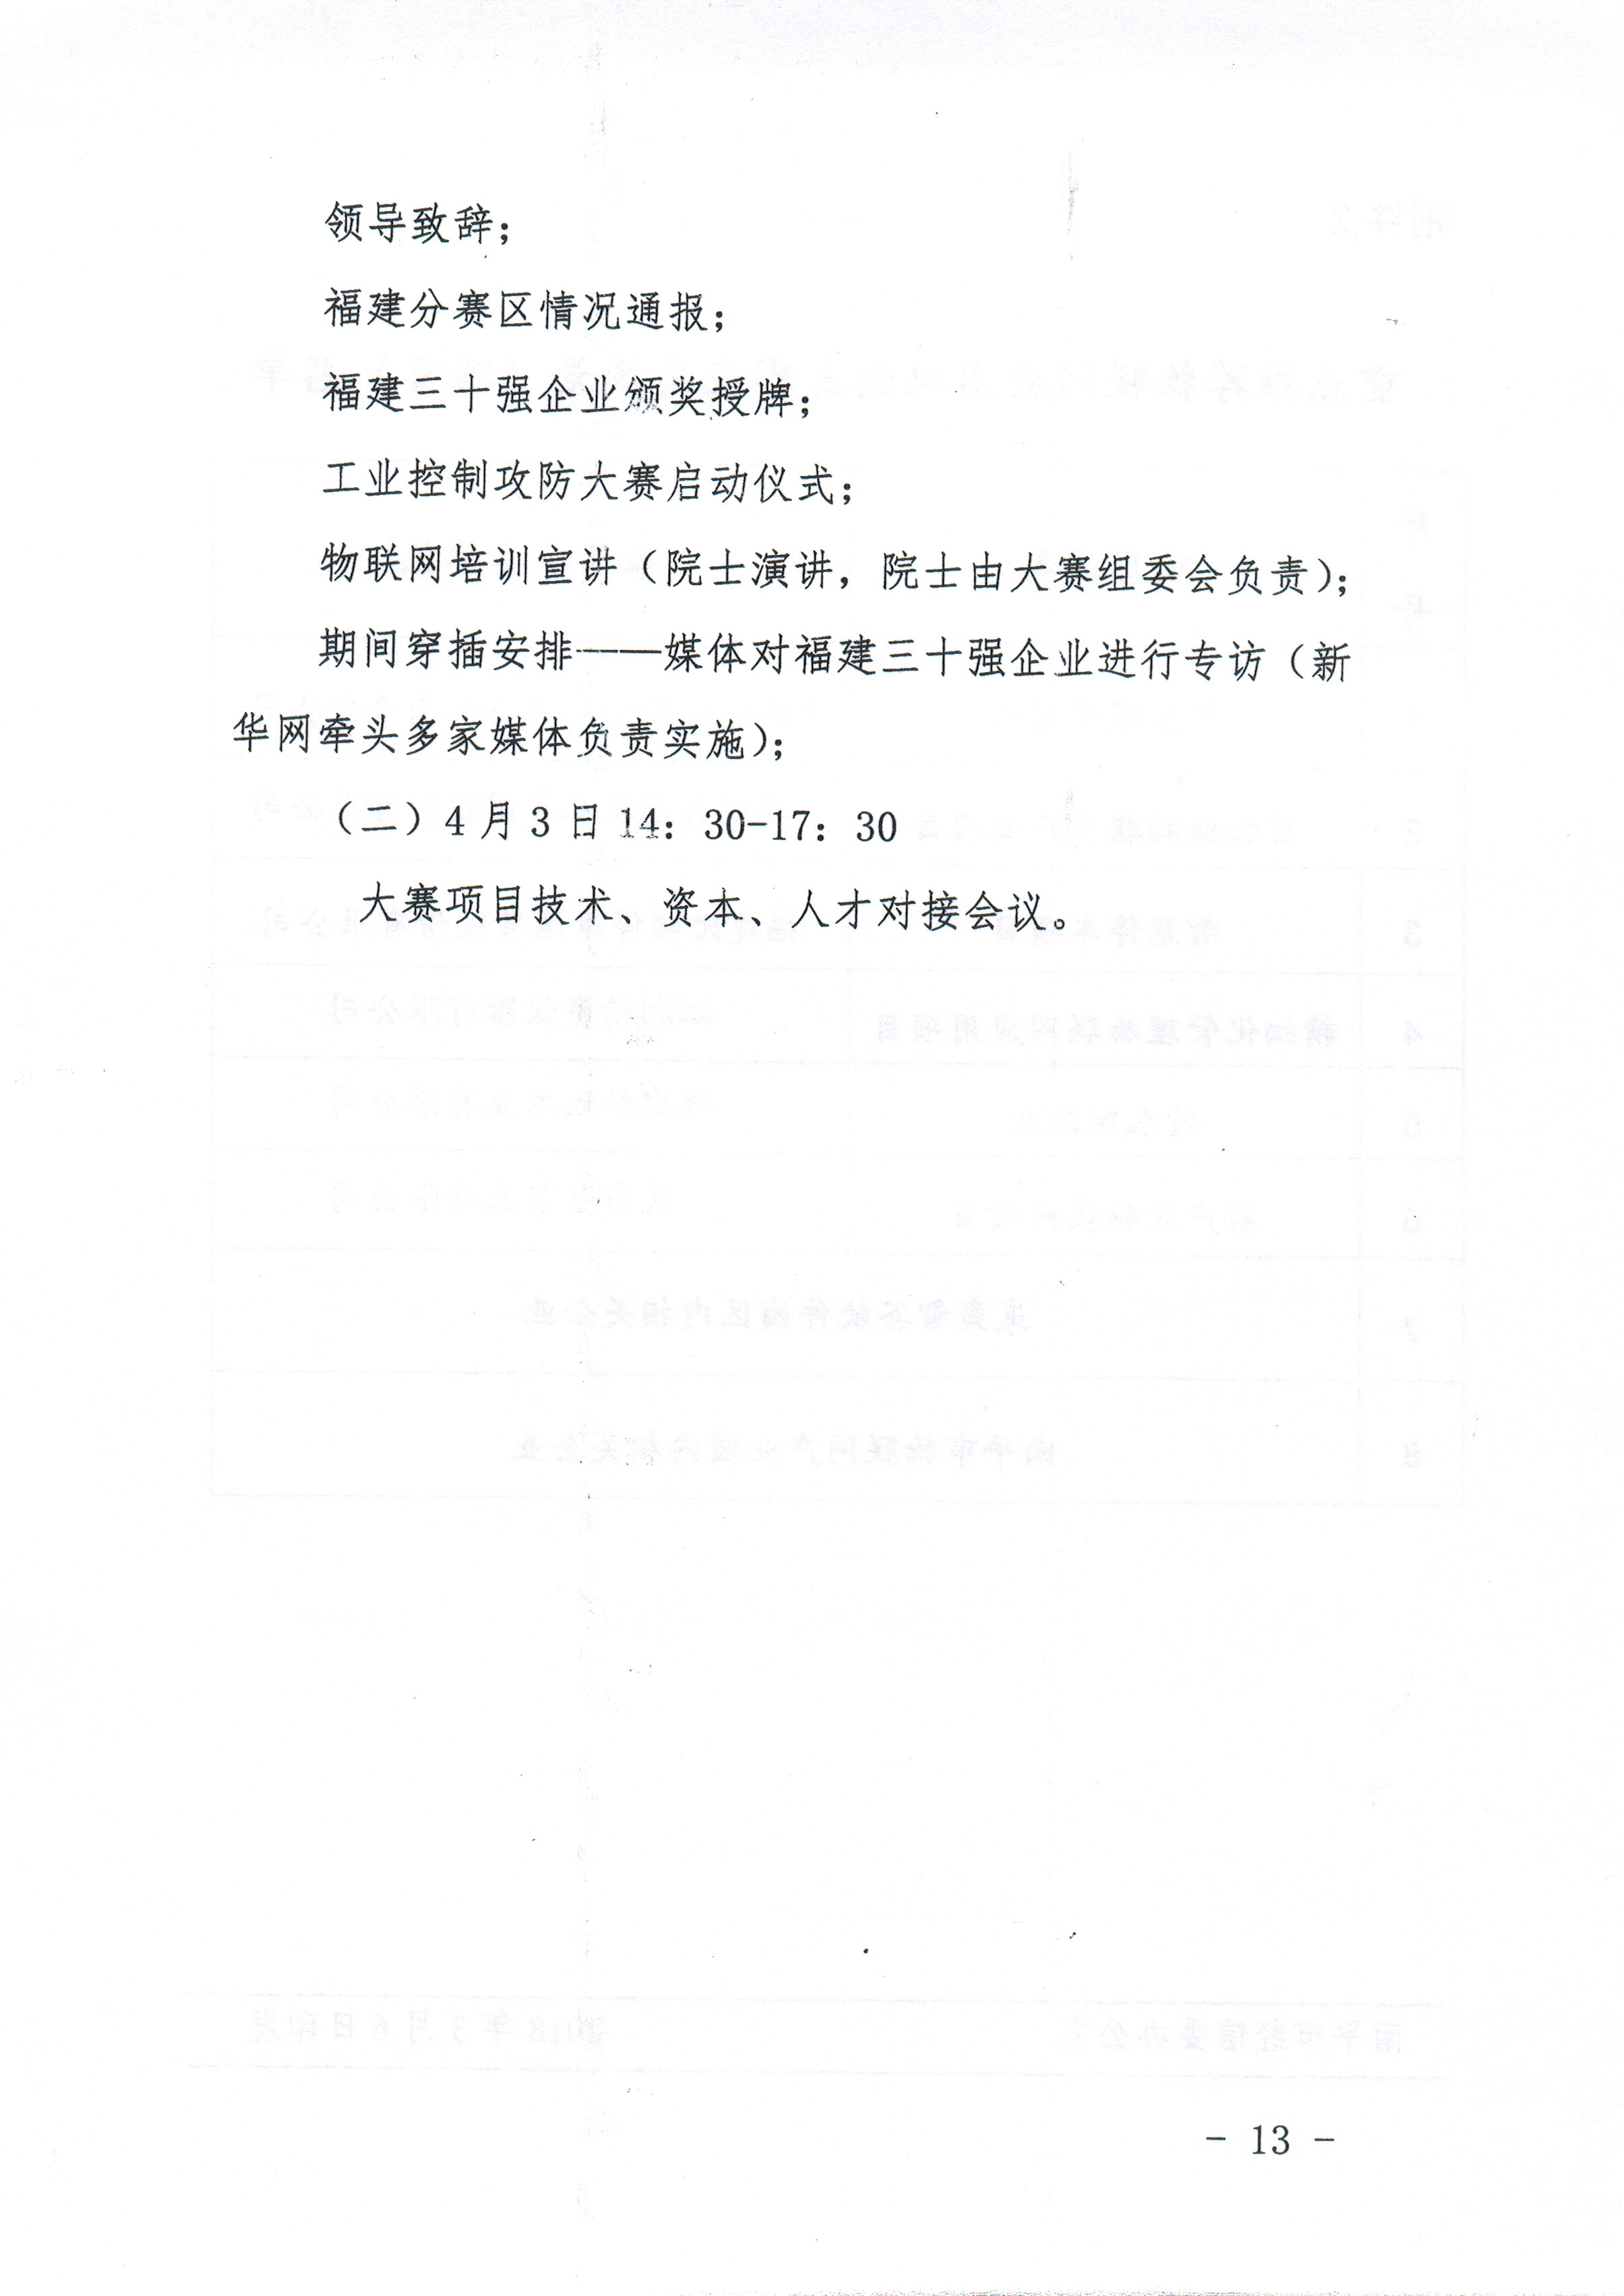 领导致辞；
福建分赛区情况通报；
福建三十强企业颁奖授牌；
工业控制攻防大赛启动仪式；
物联网培训宣讲（院士演讲，院士由大赛组委会负责）；
期间穿插安排———媒体对福建三十强企业进行专访（新
华网牵头多家媒体负责实施）；
（二）4月3日14：30-17：30
大赛项目技术、资本、人才对接会议。
- 13 -